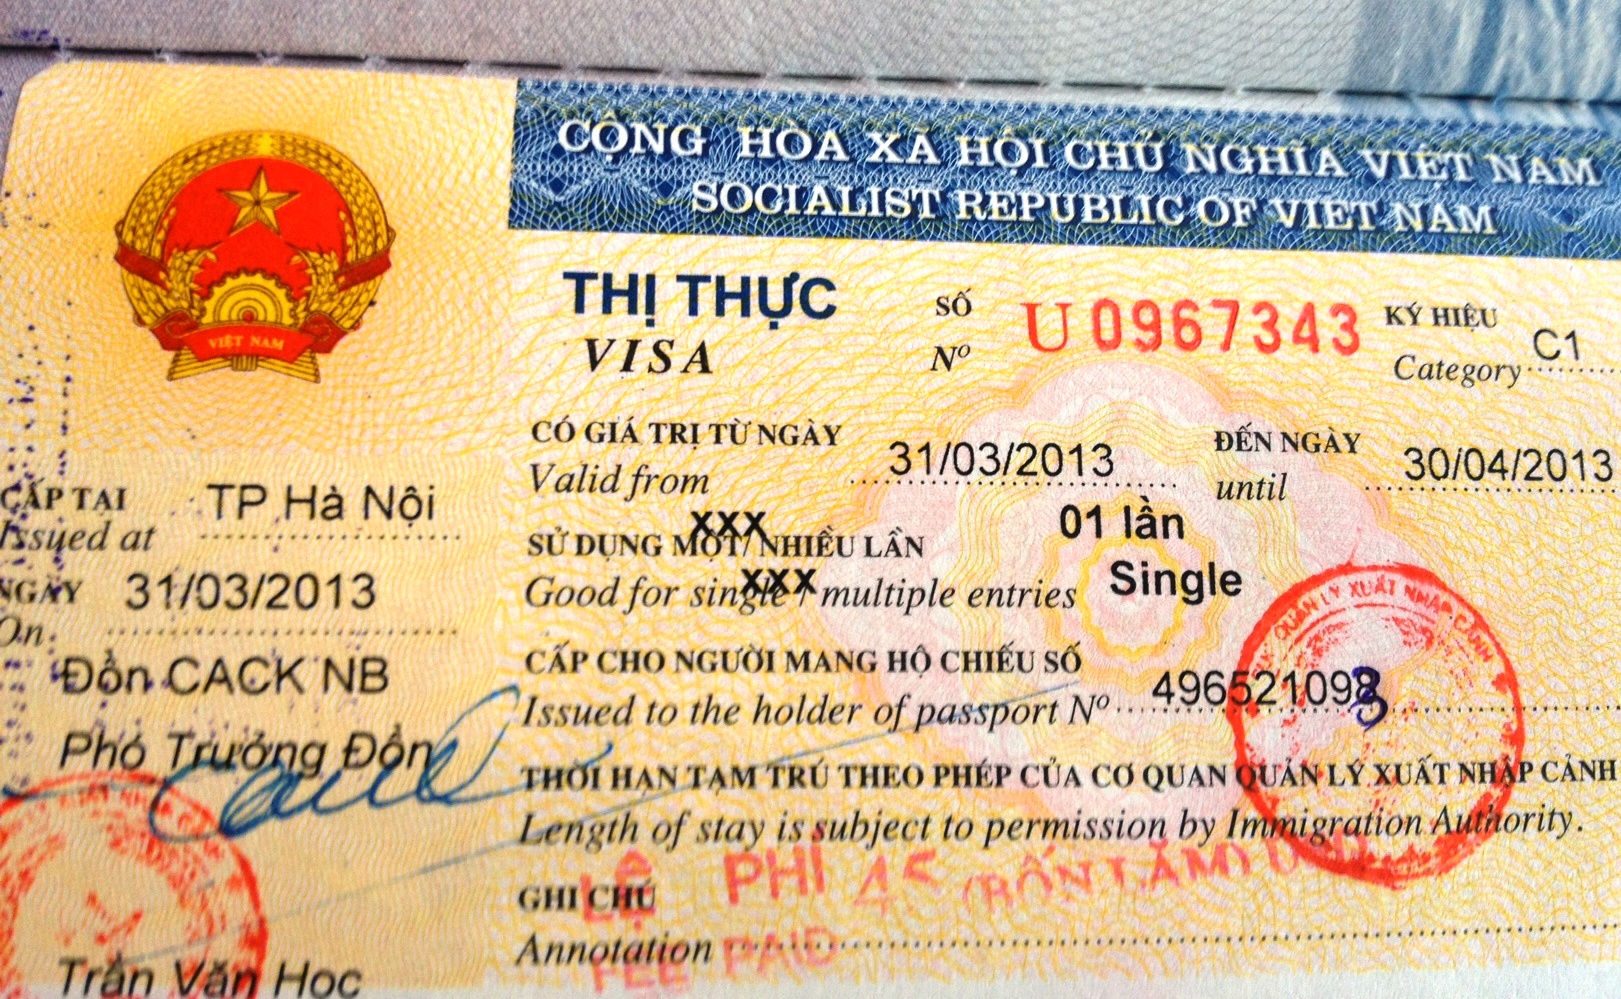 CỘNG HÒA XÃ HỘI CHỦ NGHĨA VIỆT NAM
SOCIALIST REPUBLIC OF VIET NAM
VIỆT NAM
THỊ THỰC
VISA
SỐ
Nº
U 0967343
KÝ HIỆU
Category
C1
CÓ GIÁ TRỊ TỪ NGÀY
Valid from
31/03/2013
ĐẾN NGÀY
until
30/04/2013
CẤP TẠI
Issued at
TP Hà Nội
SỬ DỤNG MỘT/ NHIỀU LẦN
XXX
Good for single / multiple entries
XXX
01 lần
Single
NGÀY
On
31/03/2013
CẤP CHO NGƯỜI MANG HỘ CHIẾU SỐ
Issued to the holder of passport Nº
496521093
Đồn CACK NB
Phó Trưởng Đồn
THỜI HẠN TẠM TRÚ THEO PHÉP CỦA CƠ QUAN QUẢN LÝ XUẤT NHẬP CẢNH
Length of stay is subject to permission by Immigration Authority.
QUẢN LÝ XUẤT NHẬP CẢNH
LỆ PHÍ 45 (BỐN LĂM) USD
GHI CHÚ
Annotation
FEE PAID
Trần Văn Học